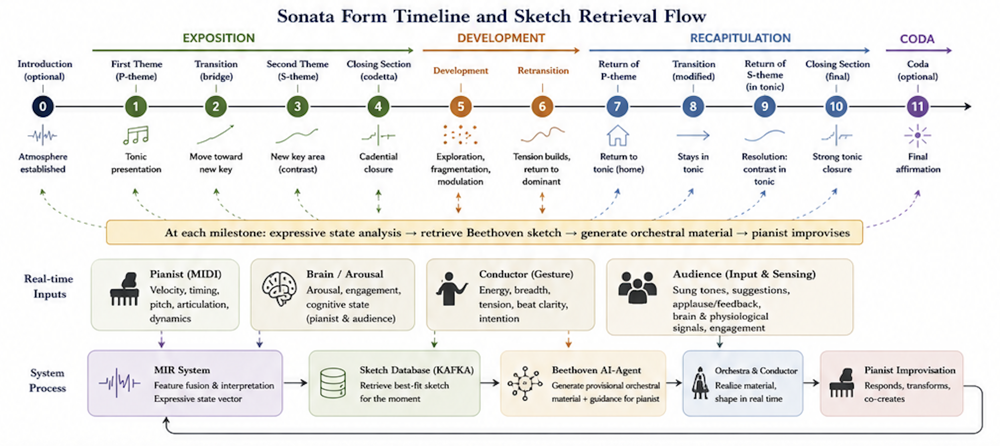 Sonata Form Timeline and Sketch Retrieval Flow
EXPOSITION
DEVELOPMENT
RECAPITULATION
CODA
Introduction
(optional)
First Theme
(P-theme)
Transition
(bridge)
Second Theme
(S-theme)
Closing Section
(codetta)
Development
Retransition
Return of
P-theme
Transition
(modified)
Return of
S-theme
(in tonic)
Closing Section
(final)
Coda
(optional)
0
1
2
3
4
5
6
7
8
9
10
11
Atmosphere
established
Tonic
presentation
Move toward
new key
New key area
(contrast)
Cadential
closure
Exploration,
fragmentation,
modulation
Tension builds,
return to
dominant
Return to
tonic (home)
Stays in
tonic
Resolution:
contrast in
tonic
Strong tonic
closure
Final
affirmation
At each milestone: expressive state analysis → retrieve Beethoven sketch → generate orchestral material → pianist improvises
Real-time
Inputs
Pianist (MIDI)
Velocity, timing,
pitch, articulation,
dynamics
Brain / Arousal
Arousal, engagement,
cognitive state
(pianist & audience)
Conductor (Gesture)
Energy, breadth,
tension, beat clarity,
intention
Audience (Input & Sensing)
Sung tones, suggestions,
applause/feedback,
brain & physiological
signals, engagement
System
Process
MIR System
Feature fusion & interpretation
Expressive state vector
Sketch Database (KAFKA)
Retrieve best-fit sketch
for the moment
Beethoven AI-Agent
Generate provisional orchestral
material + guidance for pianist
Orchestra & Conductor
Realize material,
shape in real time
Pianist Improvisation
Responds, transforms,
co-creates